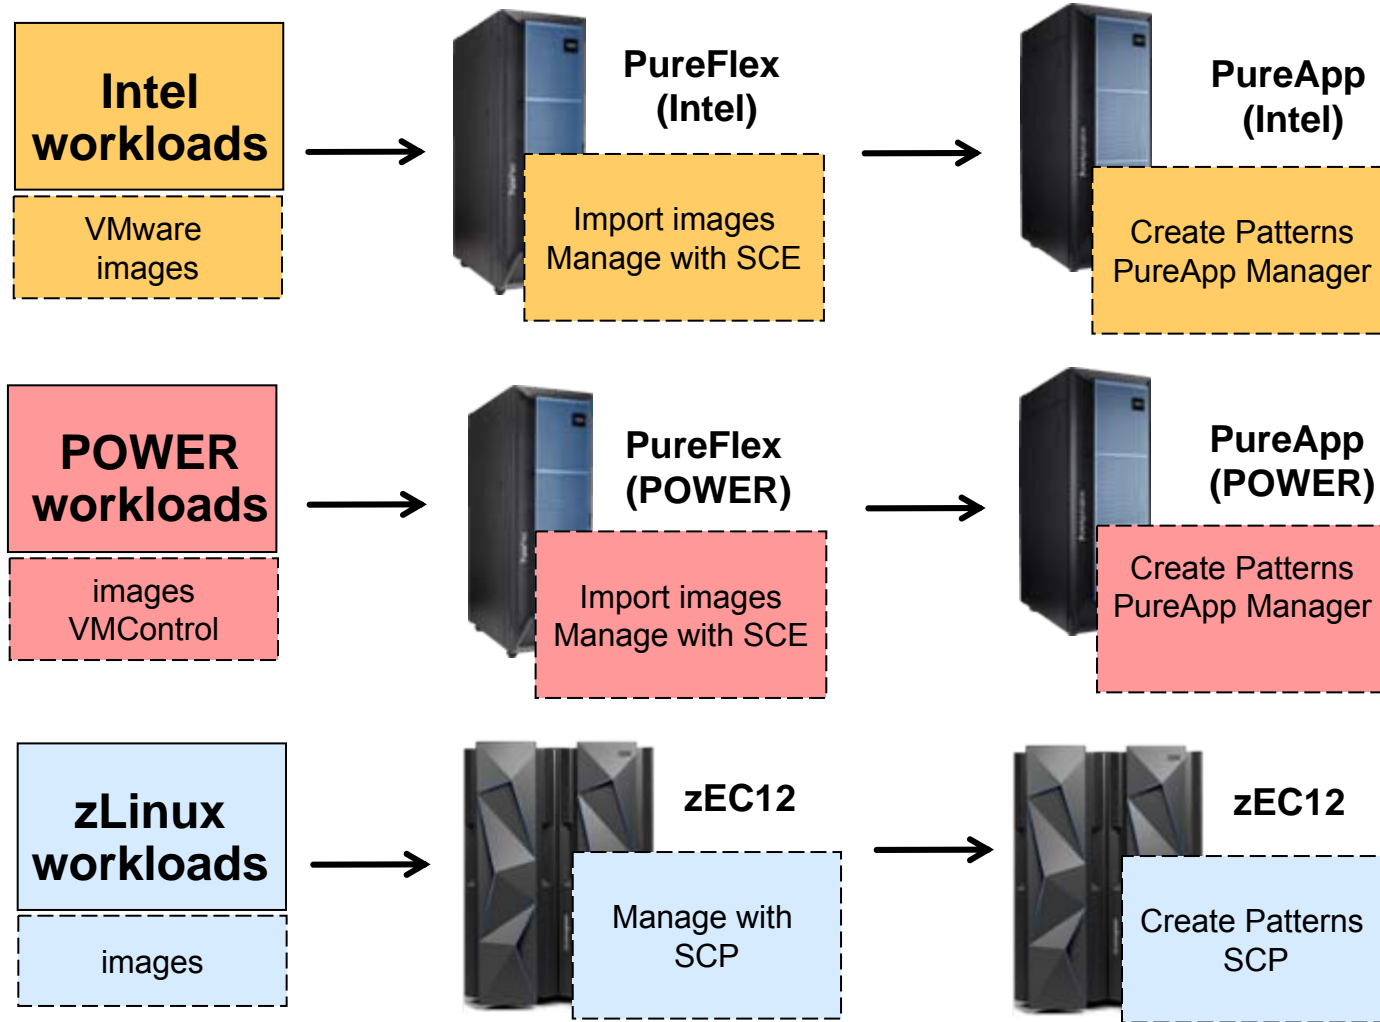 Intel
workloads
VMware
images
PureFlex
(Intel)
Import images
Manage with SCE
PureApp
(Intel)
Create Patterns
PureApp Manager
POWER
workloads
images
VMControl
PureFlex
(POWER)
Import images
Manage with SCE
PureApp
(POWER)
Create Patterns
PureApp Manager
zLinux
workloads
images
zEC12
Manage with
SCP
zEC12
Create Patterns
SCP